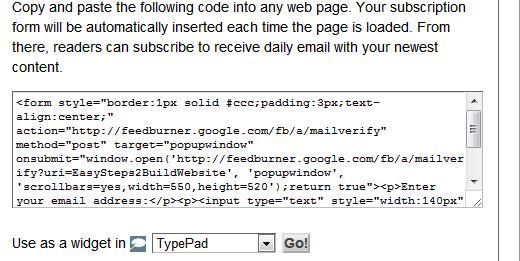 Copy and paste the following code into any web page. Your subscription
form will be automatically inserted each time the page is loaded. From
there, readers can subscribe to receive daily email with your newest
content.
<form style="border:1px solid #ccc;padding:3px;text-
align:center;"
action="http://feedburner.google.com/fb/a/mailverify"
method="post" target="popupwindow"
onsubmit="window.open('http://feedburner.google.com/fb/a/mailver
ify?uri=EasySteps2BuildWebsite', 'popupwindow',
'scrollbars=yes,width=550,height=520');return true"><p>Enter
your email address:</p><p><input type="text" style="width:140px"
Use as a widget in TypePad Go!